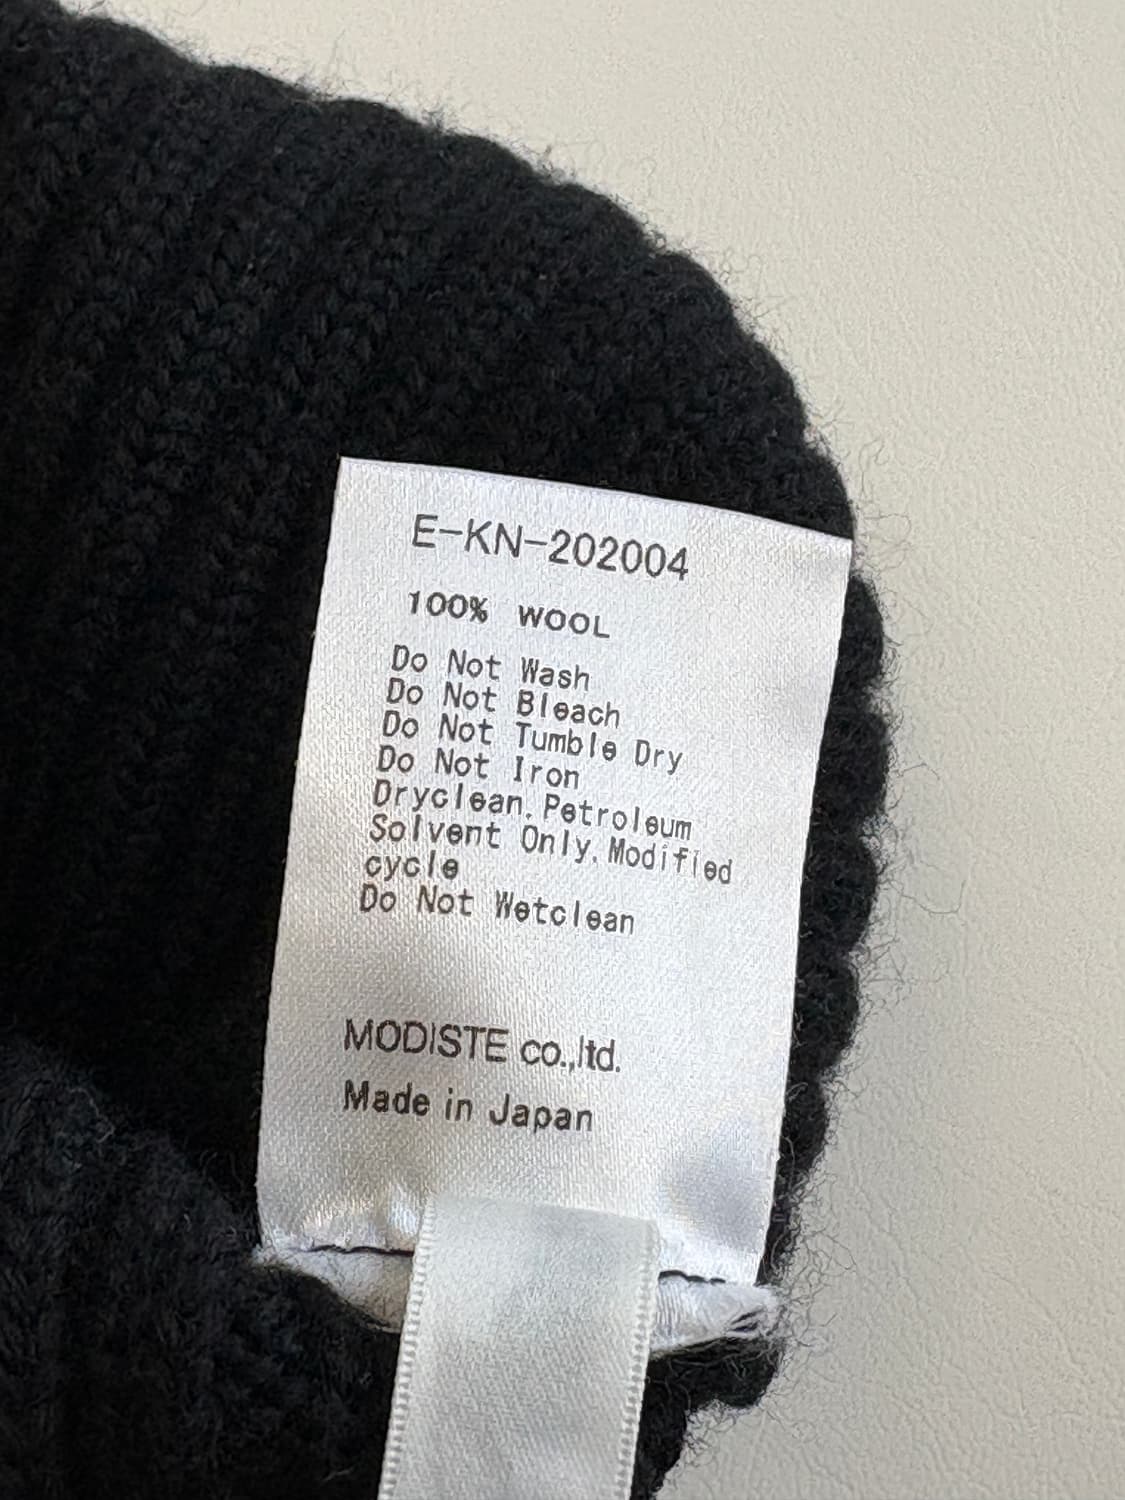 E-KN-202004
100% WOOL
Do Not Wash
Do Not Bleach
Do Not Tumble Dry
Do Not Iron
Dryclean,Petroleum
Solvent Only,Modified
cycle
Do Not Wetclean
MODISTE co.,ltd.
Made in Japan